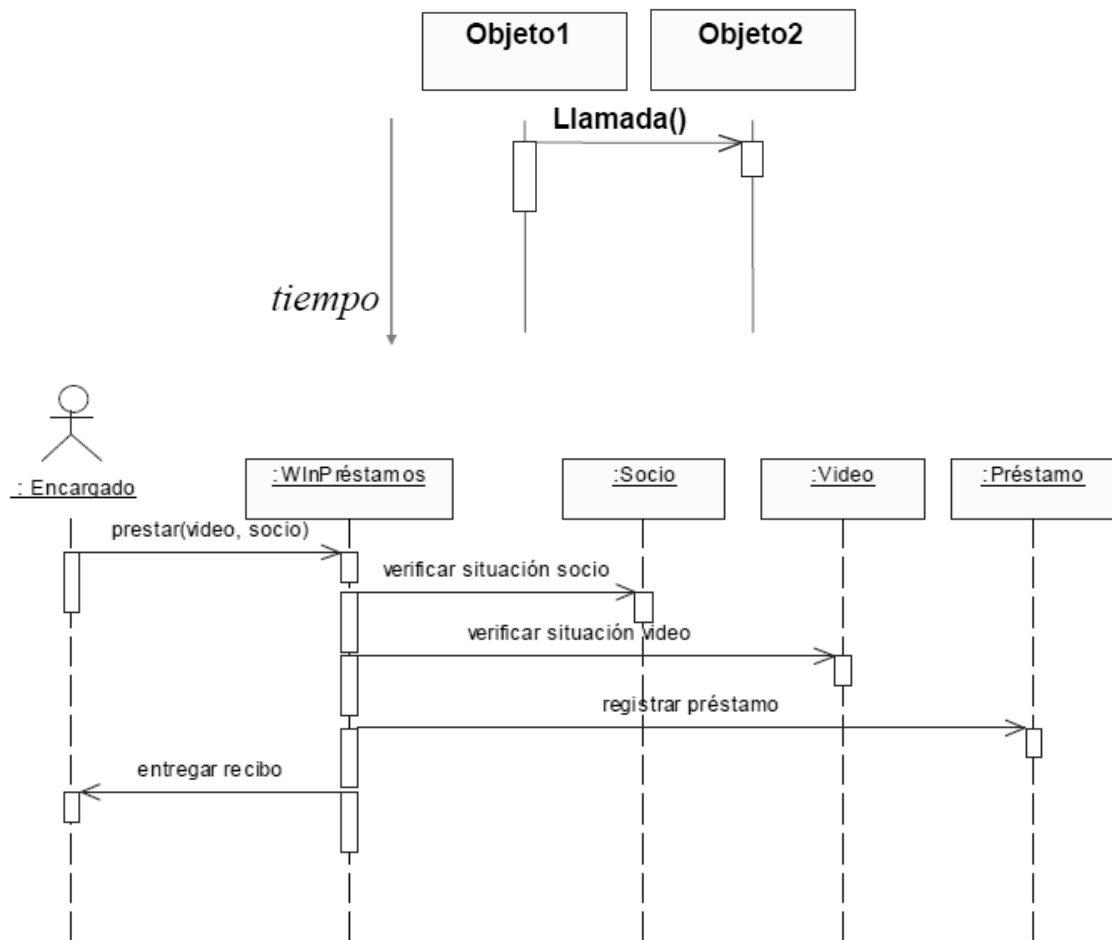 Objeto1
Objeto2
Llamada()
tiempo
: Encargado
:WInPréstamos
:Socio
:Video
:Préstamo
prestar(video, socio)
verificar situación socio
verificar situación video
registrar préstamo
entregar recibo